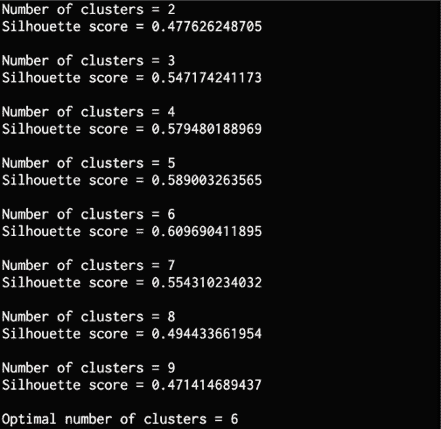 Number of clusters = 2
Silhouette score = 0.477626248705
Number of clusters = 3
Silhouette score = 0.547174241173
Number of clusters = 4
Silhouette score = 0.579480188969
Number of clusters = 5
Silhouette score = 0.589003263565
Number of clusters = 6
Silhouette score = 0.609690411895
Number of clusters = 7
Silhouette score = 0.554310234032
Number of clusters = 8
Silhouette score = 0.494433661954
Number of clusters = 9
Silhouette score = 0.471414689437
Optimal number of clusters = 6